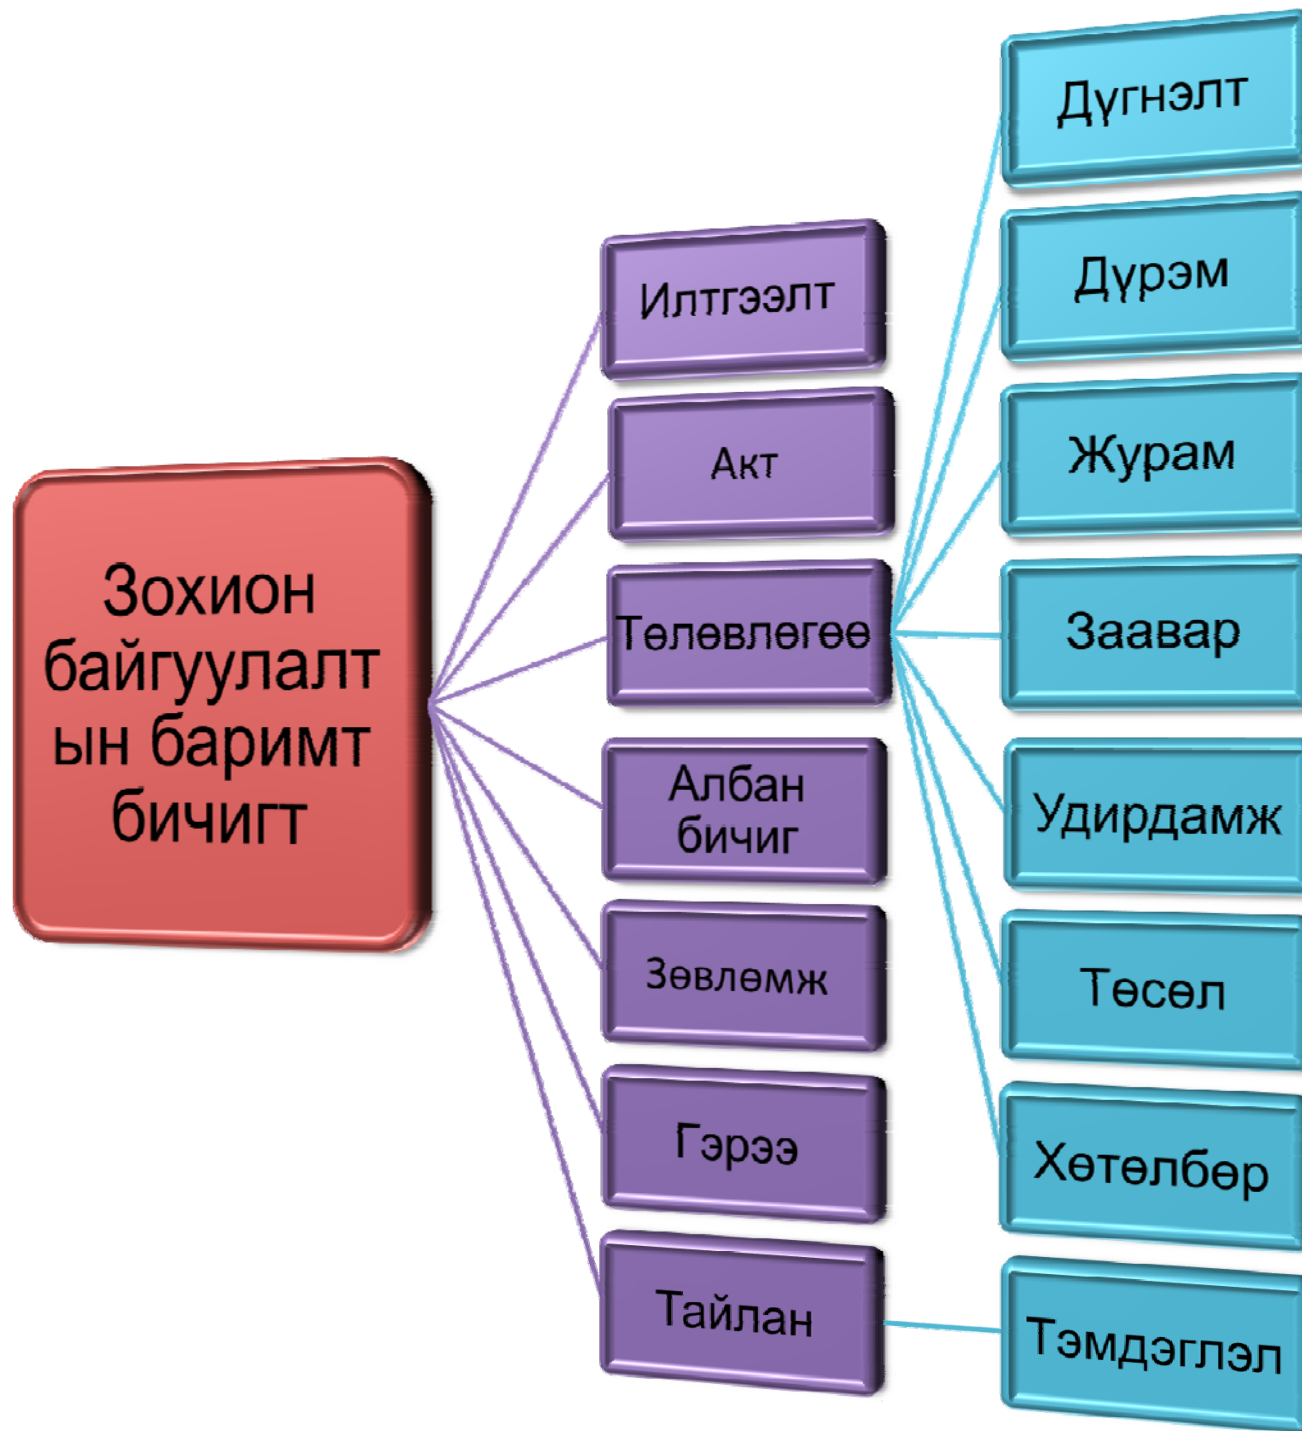 Зохион
байгуулалт
ын баримт
бичигт
Илтгээлт
Акт
Төлөвлөгөө
Албан
бичиг
Зөвлөмж
Гэрээ
Тайлан
Дүгнэлт
Дүрэм
Журам
Заавар
Удирдамж
Төсөл
Хөтөлбөр
Тэмдэглэл